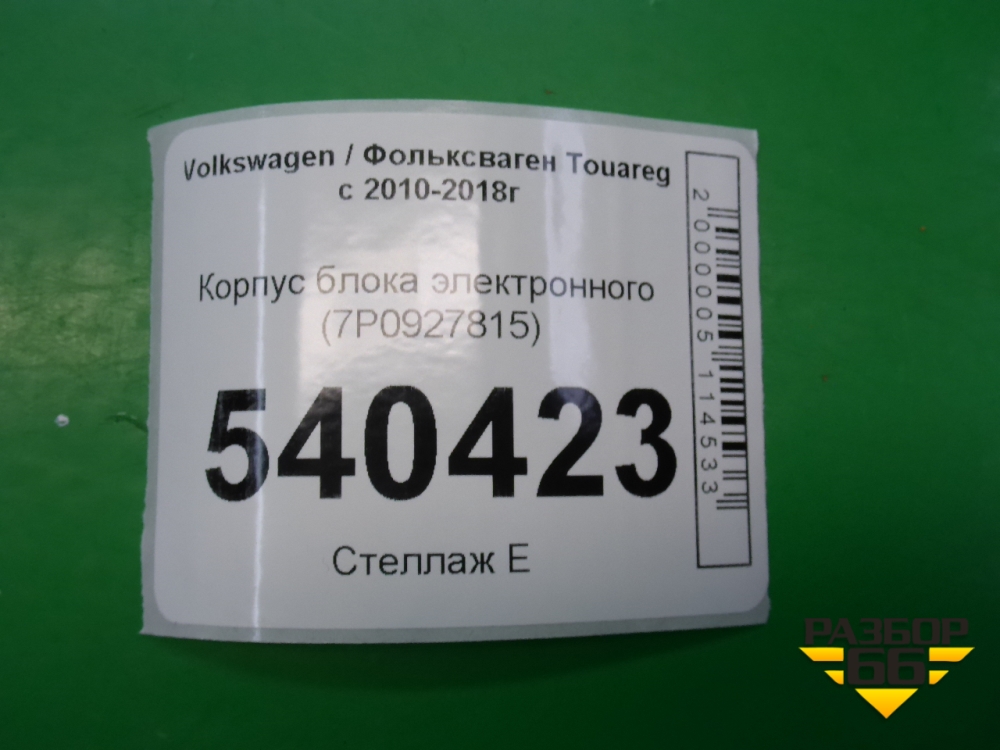 Volkswagen / Фольксваген Touareg
с 2010-2018г
Корпус блока электронного
(7P0927815)
540423
Стеллаж Е
2000005114533
РАЗБОР
66